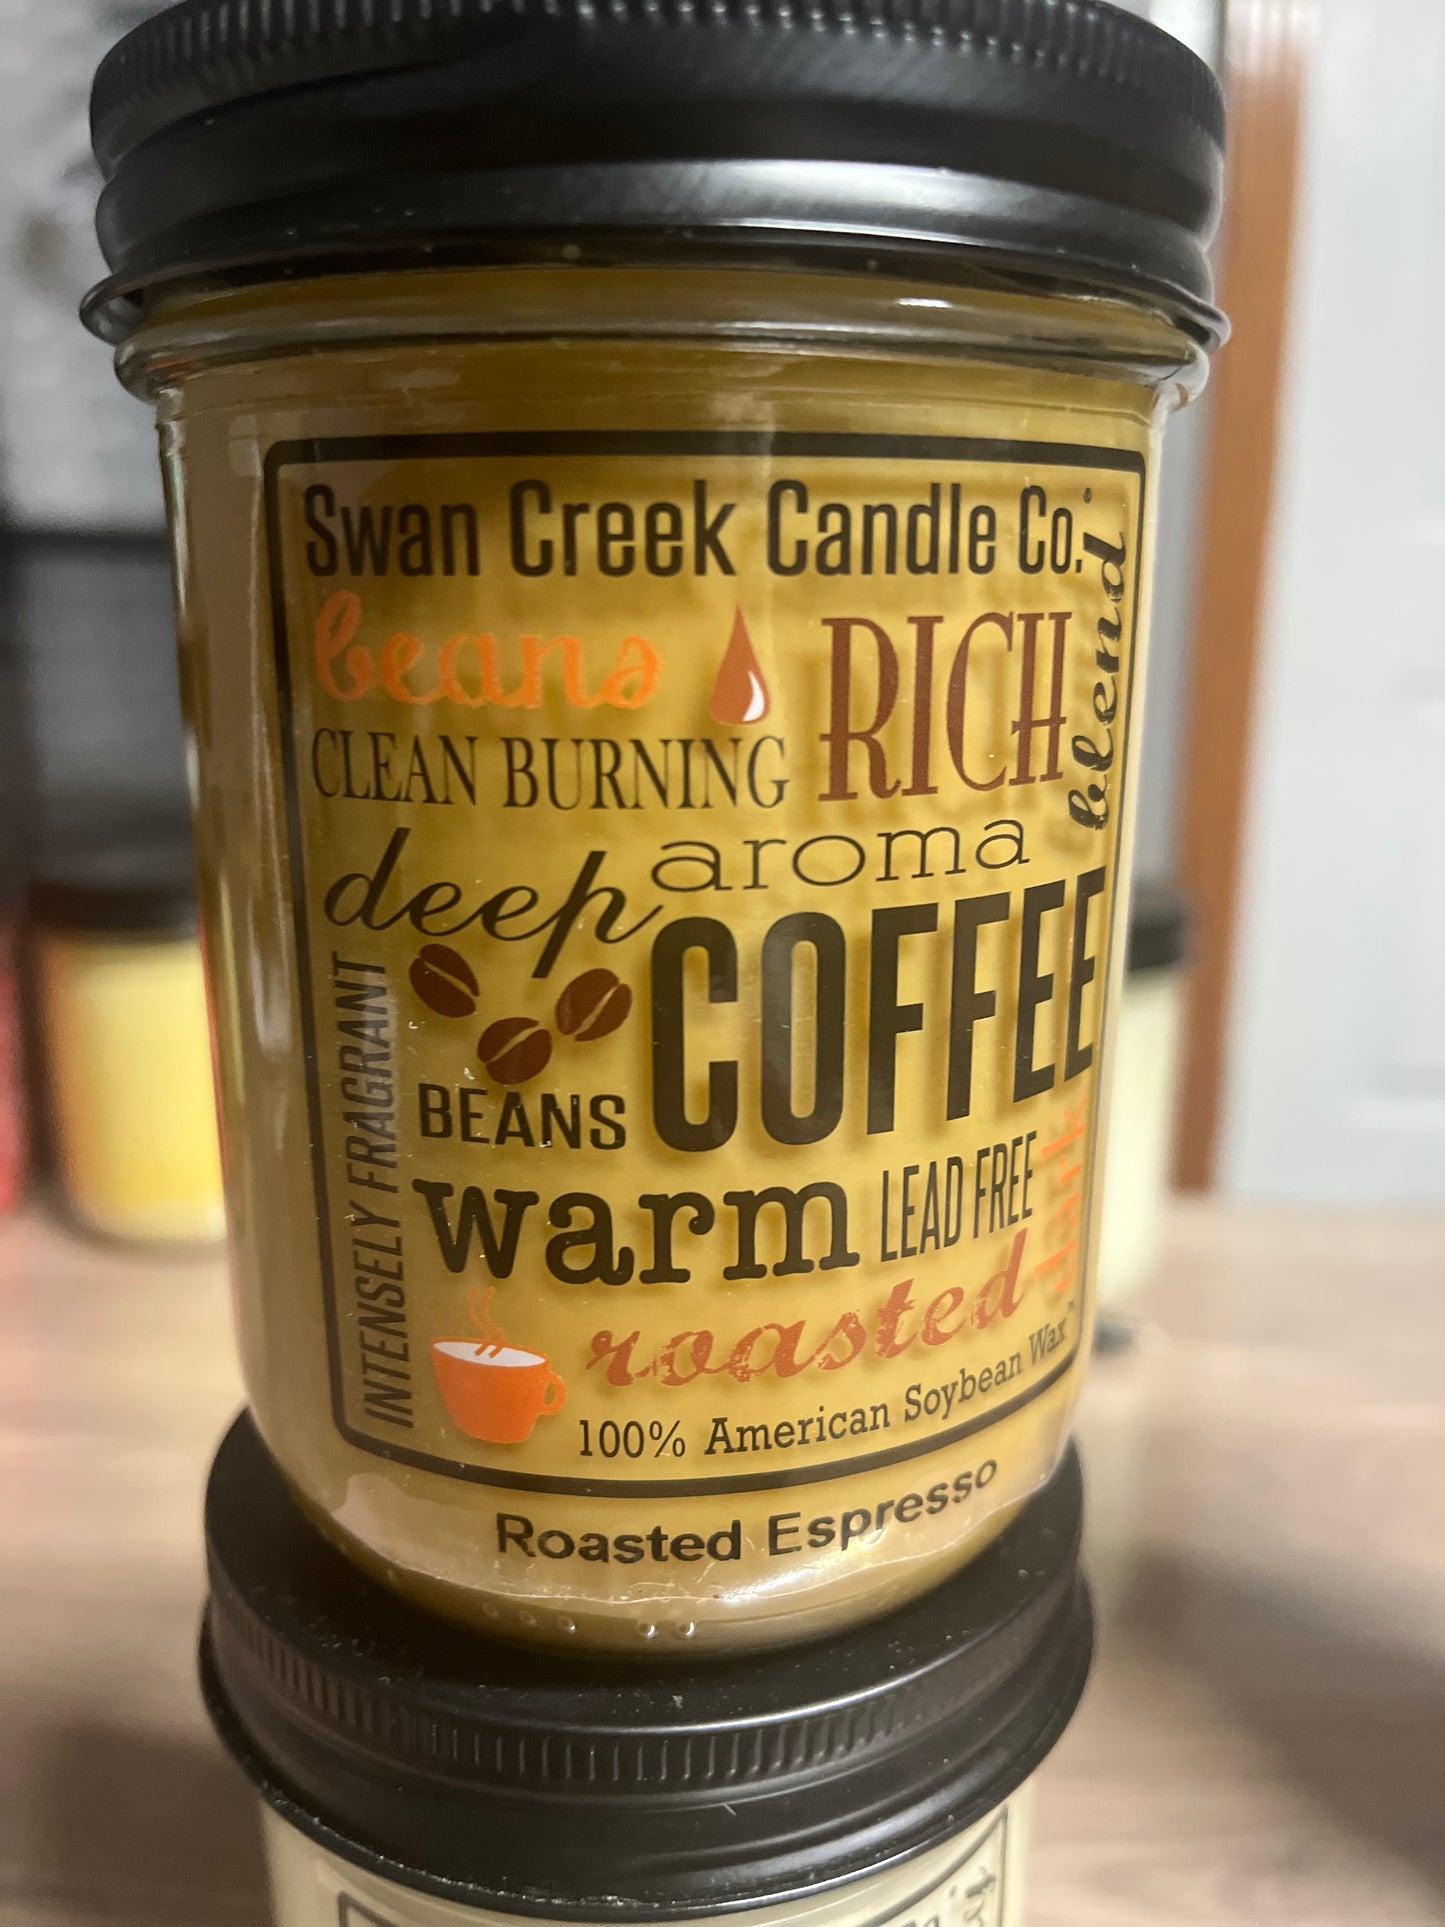 Swan Creek Candle Co.®
beans
RICH
blend
CLEAN BURNING
aroma
deep
COFFEE
INTENSELY FRAGRANT
BEANS
warm
LEAD FREE
dark
roasted
100% American Soybean Wax™
Roasted Espresso